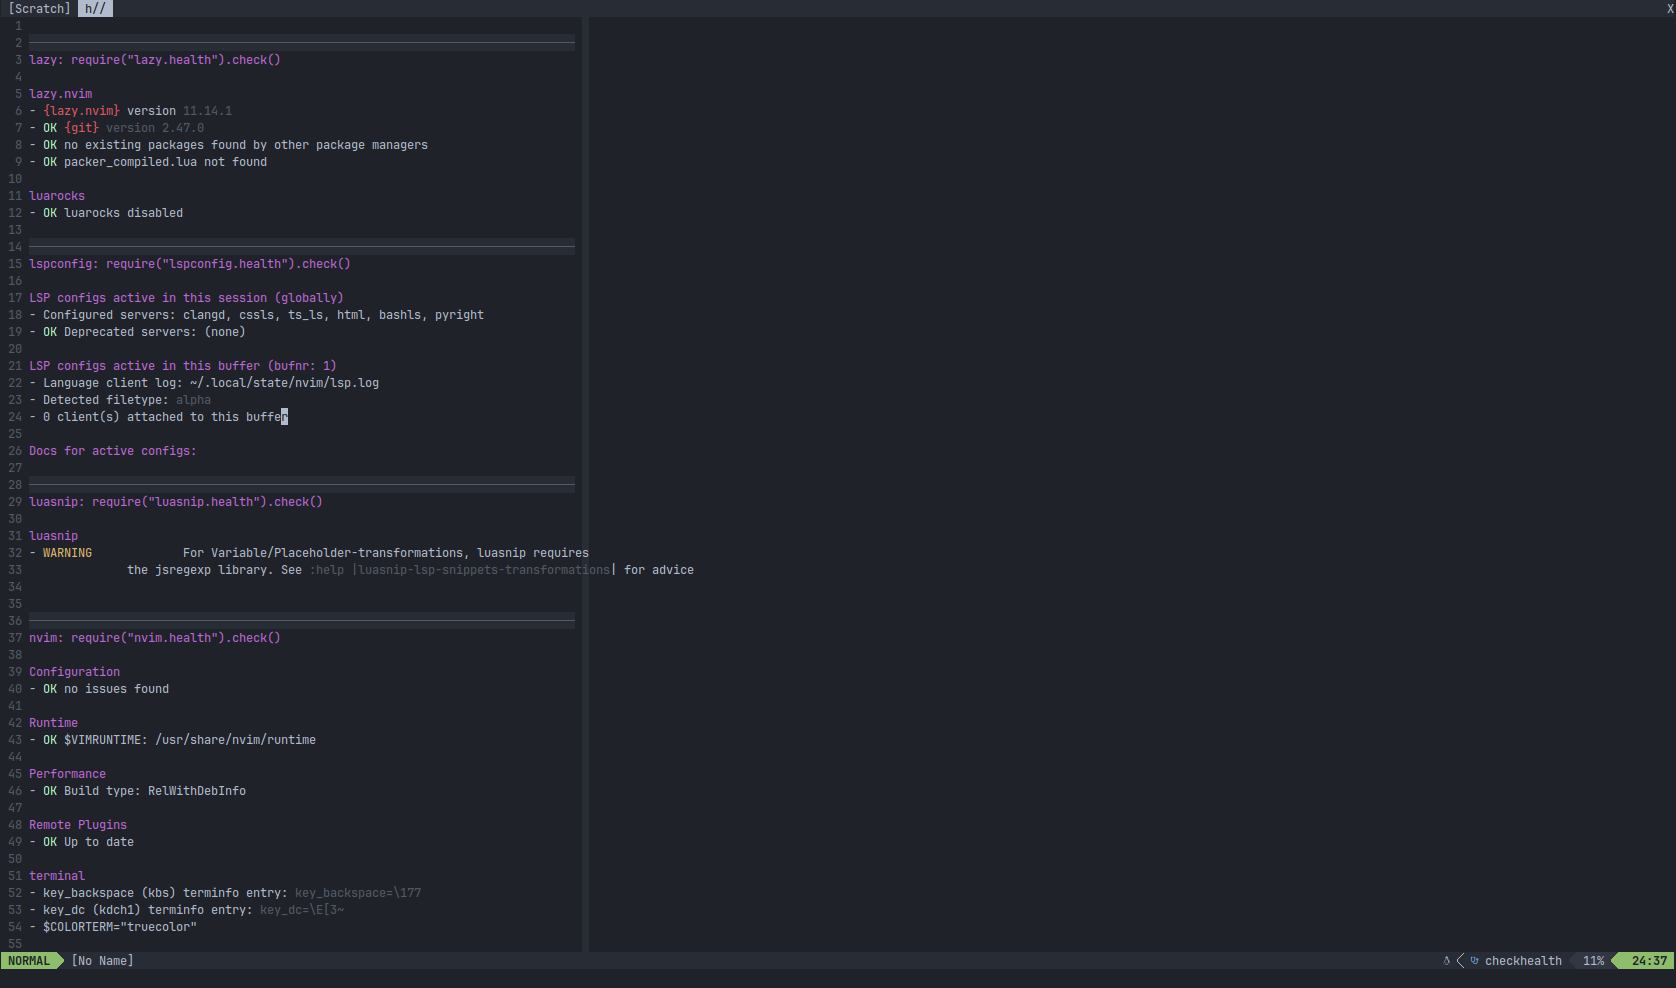 [Scratch] h// X
1
2
3 lazy: require("lazy.health").check()
4
5 lazy.nvim
6 - {lazy.nvim} version 11.14.1
7 - OK {git} version 2.47.0
8 - OK no existing packages found by other package managers
9 - OK packer_compiled.lua not found
10
11 luarocks
12 - OK luarocks disabled
13
14
15 lspconfig: require("lspconfig.health").check()
16
17 LSP configs active in this session (globally)
18 - Configured servers: clangd, cssls, ts_ls, html, bashls, pyright
19 - OK Deprecated servers: (none)
20
21 LSP configs active in this buffer (bufnr: 1)
22 - Language client log: ~/.local/state/nvim/lsp.log
23 - Detected filetype: alpha
24 - 0 client(s) attached to this buffer
25
26 Docs for active configs:
27
28
29 luasnip: require("luasnip.health").check()
30
31 luasnip
32 - WARNING For Variable/Placeholder-transformations, luasnip requires
33 the jsregexp library. See :help |luasnip-lsp-snippets-transformations| for advice
34
35
36
37 nvim: require("nvim.health").check()
38
39 Configuration
40 - OK no issues found
41
42 Runtime
43 - OK $VIMRUNTIME: /usr/share/nvim/runtime
44
45 Performance
46 - OK Build type: RelWithDebInfo
47
48 Remote Plugins
49 - OK Up to date
50
51 terminal
52 - key_backspace (kbs) terminfo entry: key_backspace=\177
53 - key_dc (kdch1) terminfo entry: key_dc=\E[3~
54 - $COLORTERM="truecolor"
55
NORMAL [No Name] checkhealth 11% 24:37